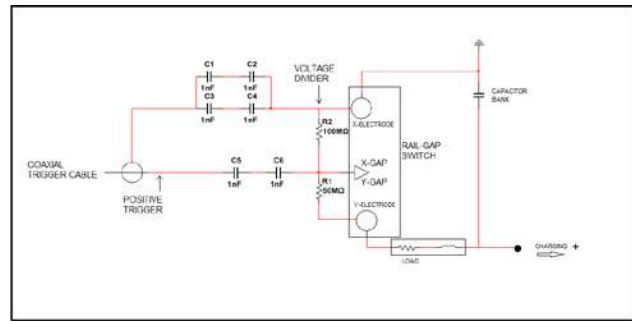 C1
C2
1nF
1nF
C3
C4
1nF
1nF
VOLTAGE
DIVIDER
R2
100MΩ
X-ELECTRODE
CAPACITOR
BANK
RAIL-GAP
SWITCH
X-GAP
Y-GAP
COAXIAL
TRIGGER CABLE
C5
C6
1nF
1nF
R1
50MΩ
POSITIVE
TRIGGER
Y-ELECTRODE
LOAD
CHARGING +